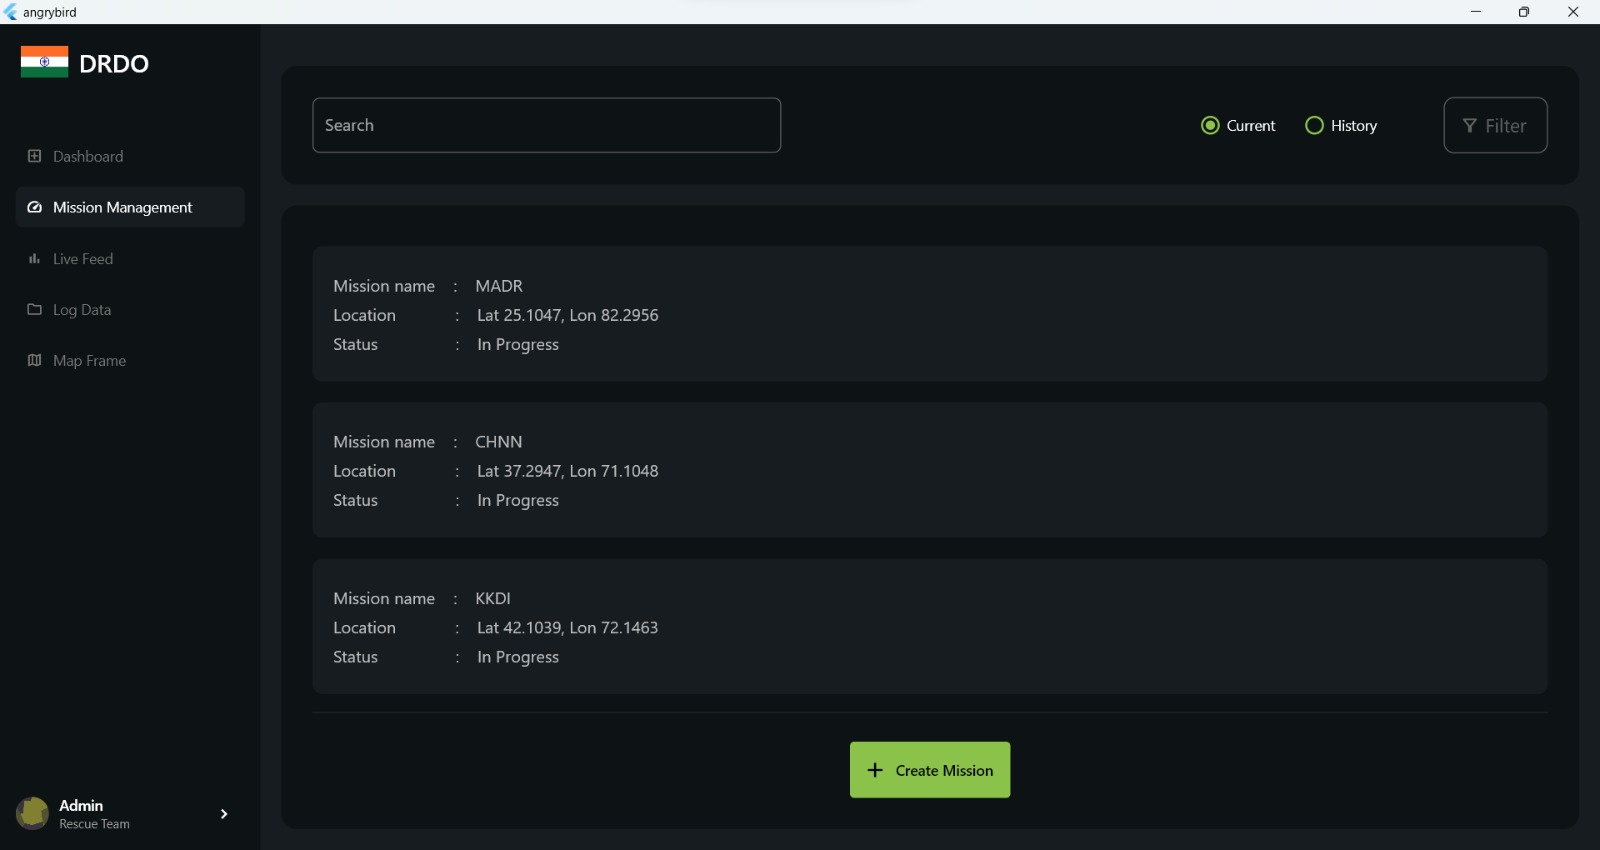 angrybird
DRDO
Dashboard
Mission Management
Live Feed
Log Data
Map Frame
Admin
Rescue Team
Search
Current
History
Filter
Mission name : MADR
Location : Lat 25.1047, Lon 82.2956
Status : In Progress
Mission name : CHNN
Location : Lat 37.2947, Lon 71.1048
Status : In Progress
Mission name : KKDI
Location : Lat 42.1039, Lon 72.1463
Status : In Progress
+ Create Mission